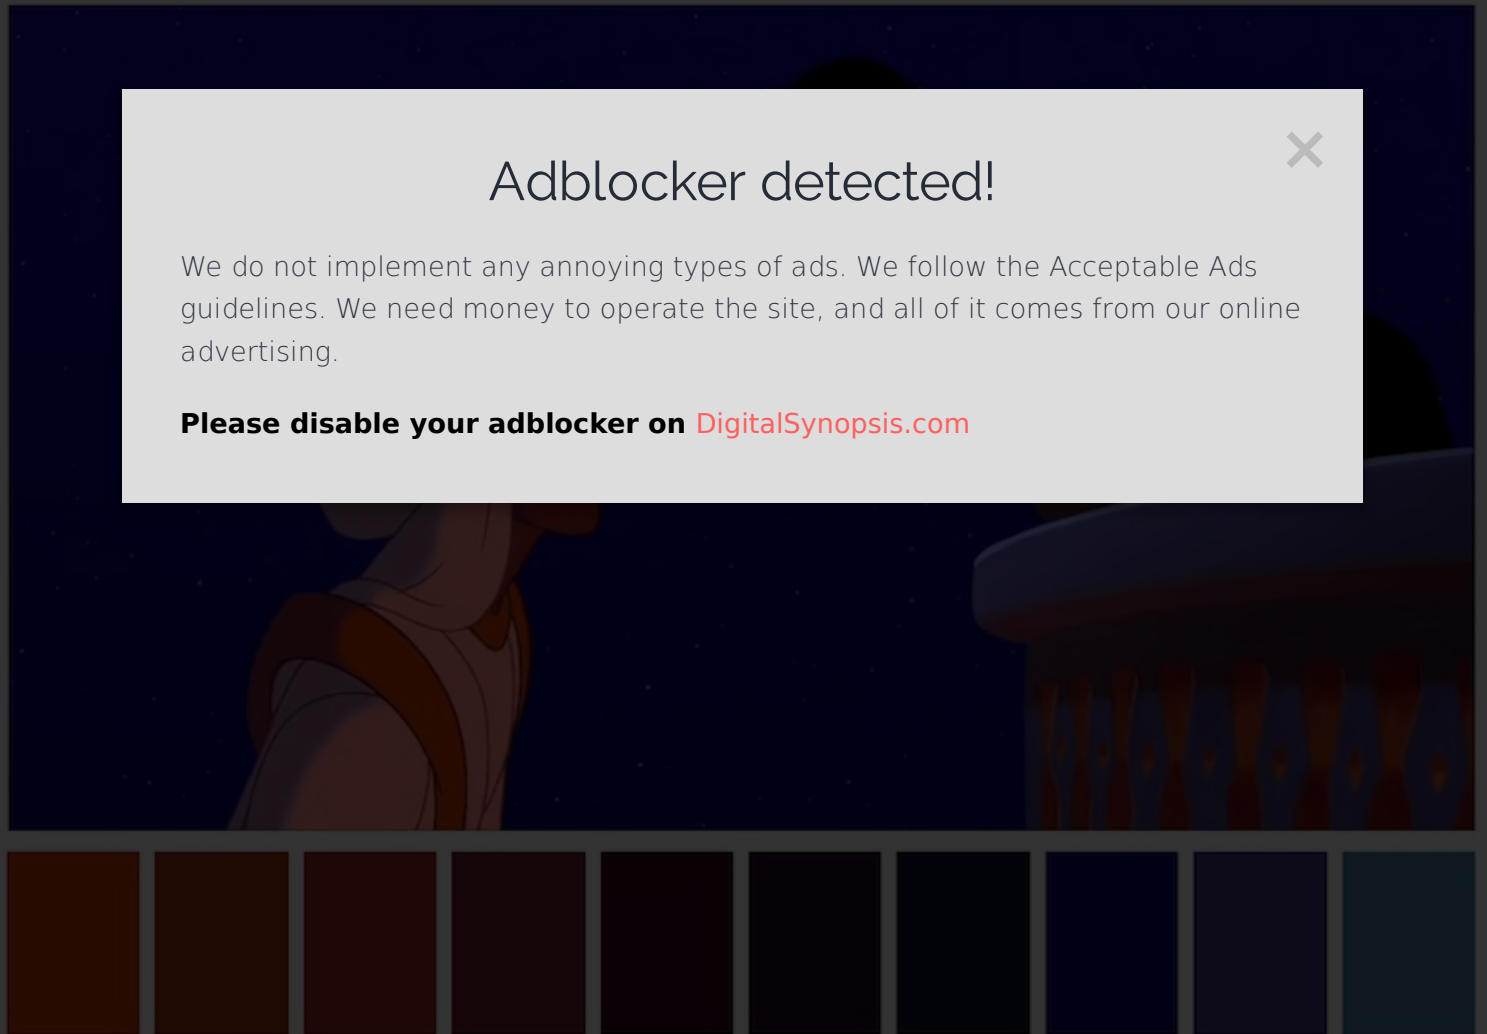 Adblocker detected!
We do not implement any annoying types of ads. We follow the Acceptable Ads
guidelines. We need money to operate the site, and all of it comes from our online
advertising.
Please disable your adblocker on DigitalSynopsis.com